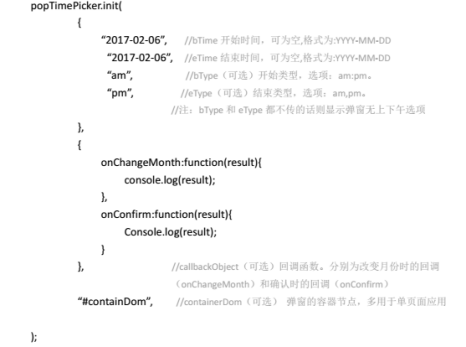 popTimePicker.init(
{
“2017-02-06”, //bTime 开始时间，可为空,格式为:YYYY-MM-DD
“2017-02-06”, //eTime 结束时间，可为空,格式为:YYYY-MM-DD
“am”, //bType（可选）开始类型。选项：am:pm。
“pm”, //eType（可选）结束类型。选项：am,pm。
//注：bType 和 eType 都不传的话则显示弹窗无上下午选项
},
{
onChangeMonth:function(result){
console.log(result);
},
onConfirm:function(result){
Console.log(result);
}
}, //callbackObject（可选）回调函数。分别为改变月份时的回调
（onChangeMonth）和确认时的回调（onConfirm）
“#containDom”, //containerDom（可选） 弹窗的容器节点，多用于单页面应用
);